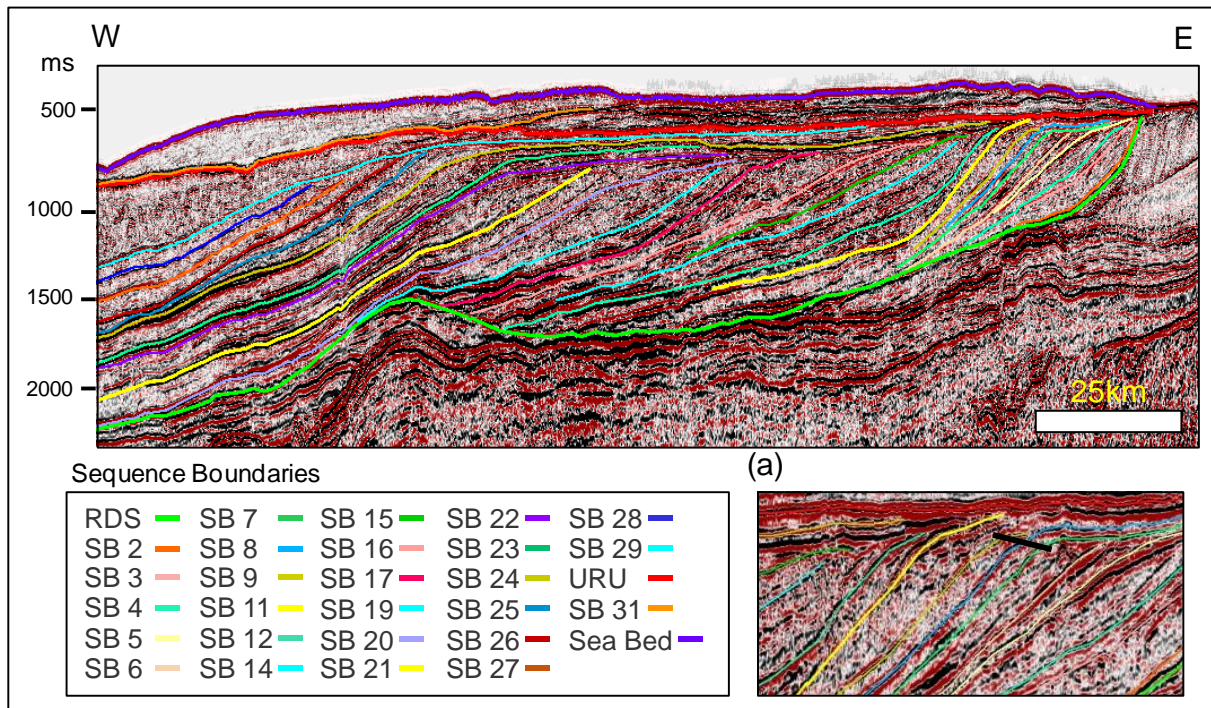 W E
ms
500
1000
1500
2000
25km
Sequence Boundaries
(a)
RDS SB 7 SB 15 SB 22 SB 28
SB 2 SB 8 SB 16 SB 23 SB 29
SB 3 SB 9 SB 17 SB 24 URU
SB 4 SB 11 SB 19 SB 25 SB 31
SB 5 SB 12 SB 20 SB 26 Sea Bed
SB 6 SB 14 SB 21 SB 27